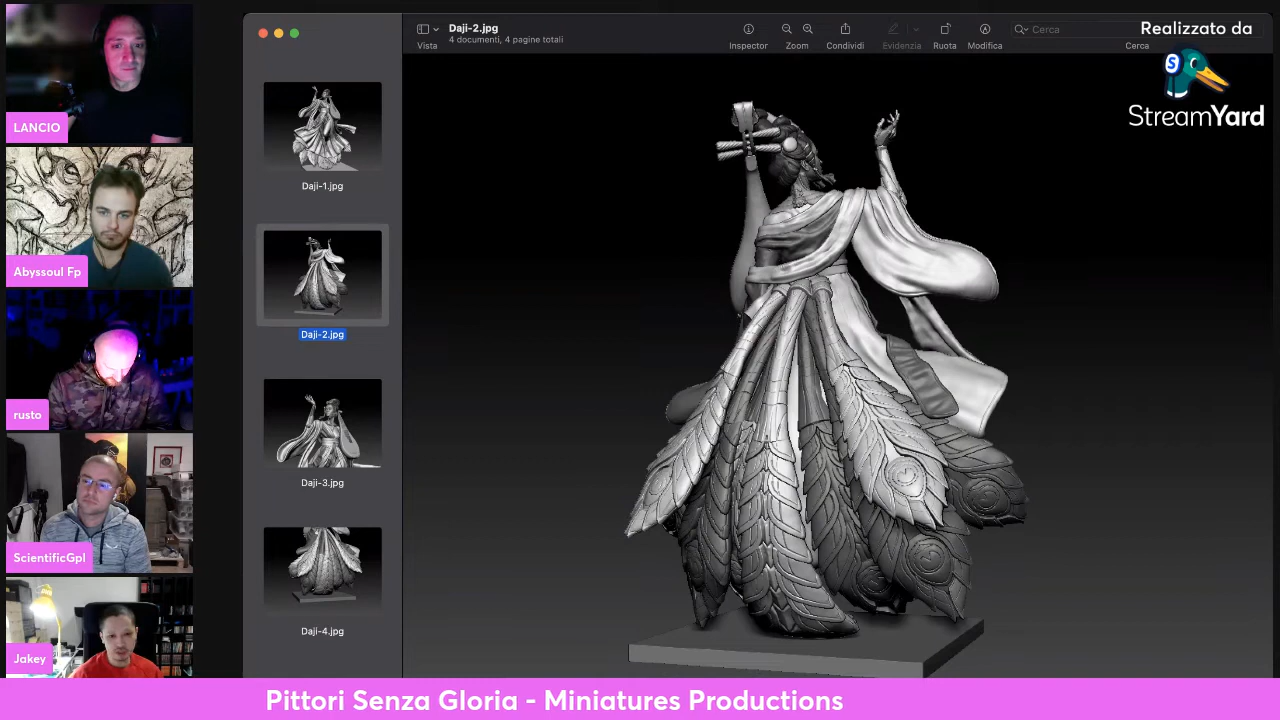 LANCIO
Abyssoul Fp
rusto
ScientificGpl
Jakey
Daji-2.jpg
4 documenti, 4 pagine totali
Vista
Inspector
Zoom
Condividi
Evidenzia
Ruota
Modifica
Cerca
Cerca
Realizzato da
S
StreamYard
Daji-1.jpg
Daji-2.jpg
Daji-3.jpg
Daji-4.jpg
Pittori Senza Gloria - Miniatures Productions